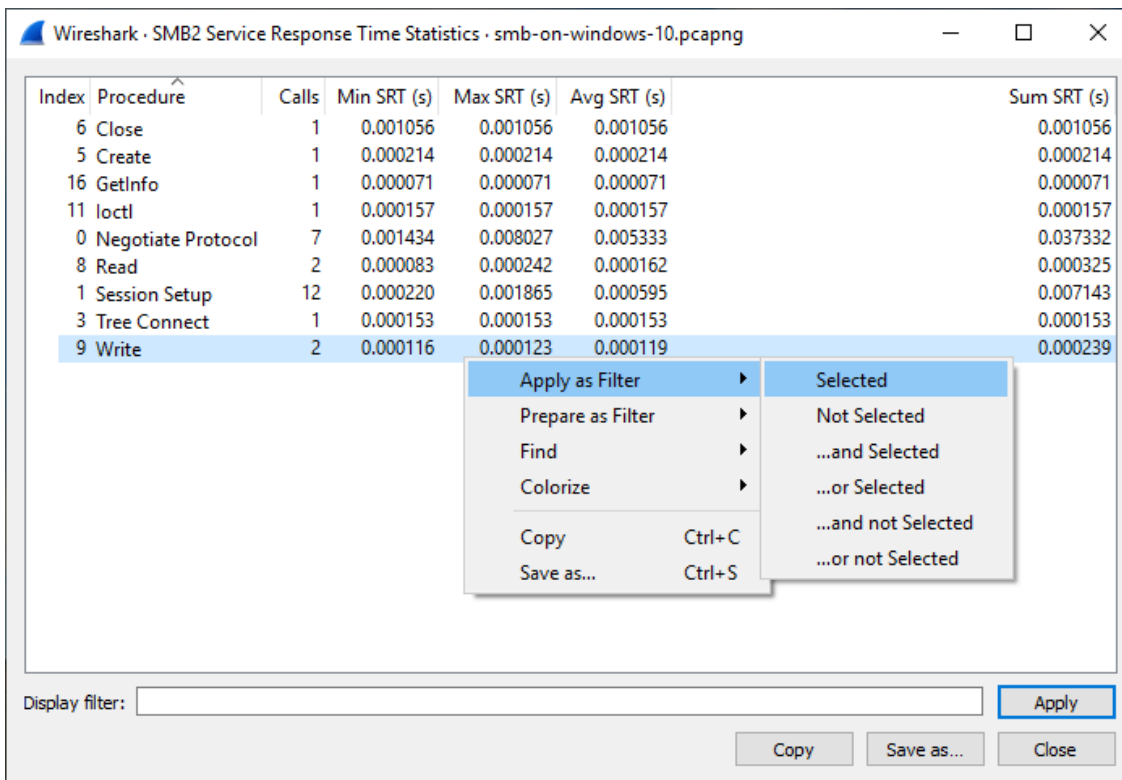 Wireshark · SMB2 Service Response Time Statistics · smb-on-windows-10.pcapng
Index Procedure Calls Min SRT (s) Max SRT (s) Avg SRT (s) Sum SRT (s)
6 Close 1 0.001056 0.001056 0.001056 0.001056
5 Create 1 0.000214 0.000214 0.000214 0.000214
16 GetInfo 1 0.000071 0.000071 0.000071 0.000071
11 Ioctl 1 0.000157 0.000157 0.000157 0.000157
0 Negotiate Protocol 7 0.001434 0.008027 0.005333 0.037332
8 Read 2 0.000083 0.000242 0.000162 0.000325
1 Session Setup 12 0.000220 0.001865 0.000595 0.007143
3 Tree Connect 1 0.000153 0.000153 0.000153 0.000153
9 Write 2 0.000116 0.000123 0.000119 0.000239
Apply as Filter
Prepare as Filter
Find
Colorize
Copy Ctrl+C
Save as... Ctrl+S
Selected
Not Selected
...and Selected
...or Selected
...and not Selected
...or not Selected
Display filter:
Apply
Copy
Save as...
Close